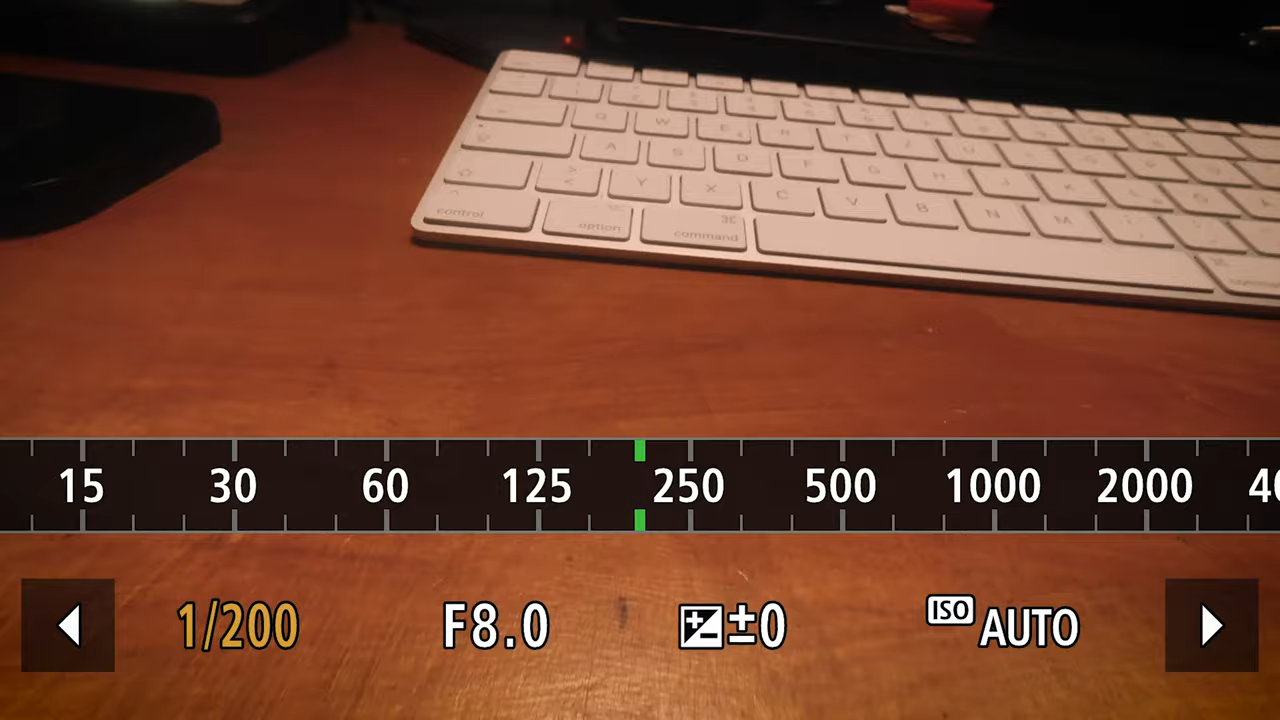 Q W E R T
A S D F G H J K
Y X C V B N M
control option ⌘ command
15 30 60 125 250 500 1000 2000
1/200 F8.0 ±0 ISO AUTO